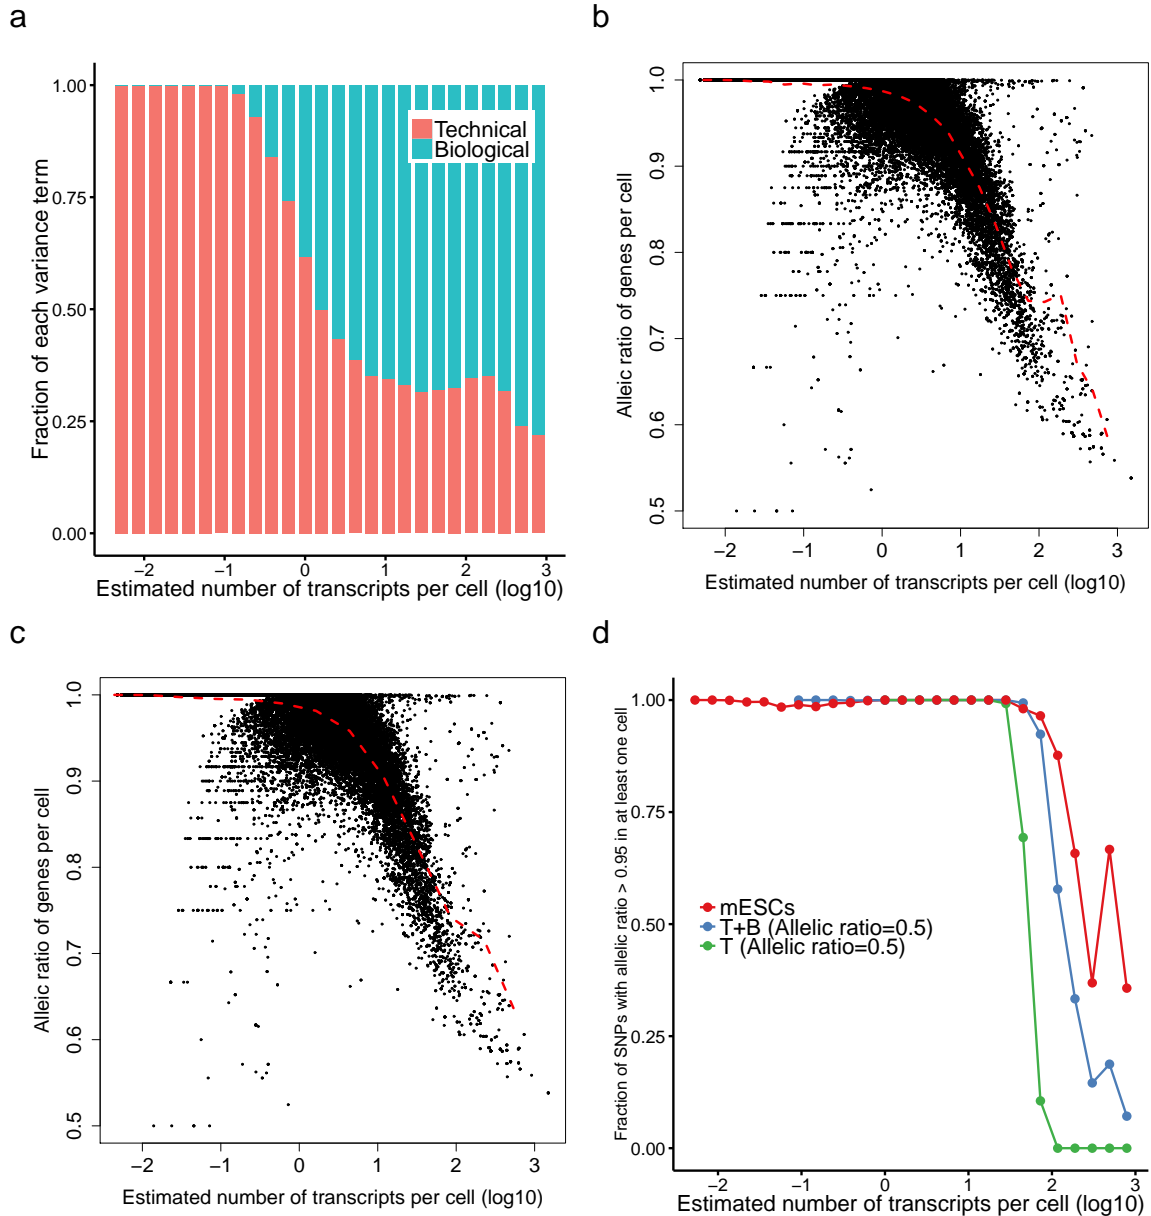 a
Fraction of each variance term
1.00
0.75
0.50
0.25
0.00
Technical
Biological
−2
−1
0
1
2
3
Estimated number of transcripts per cell (log10)
b
Alleic ratio of genes per cell
1.0
0.9
0.8
0.7
0.6
0.5
−2
−1
0
1
2
3
Estimated number of transcripts per cell (log10)
c
Alleic ratio of genes per cell
1.0
0.9
0.8
0.7
0.6
0.5
−2
−1
0
1
2
3
Estimated number of transcripts per cell (log10)
d
Fraction of SNPs with allelic ratio > 0.95 in at least one cell
1.00
0.75
0.50
0.25
0.00
mESCs
T+B (Allelic ratio=0.5)
T (Allelic ratio=0.5)
−2
−1
0
1
2
3
Estimated number of transcripts per cell (log10)